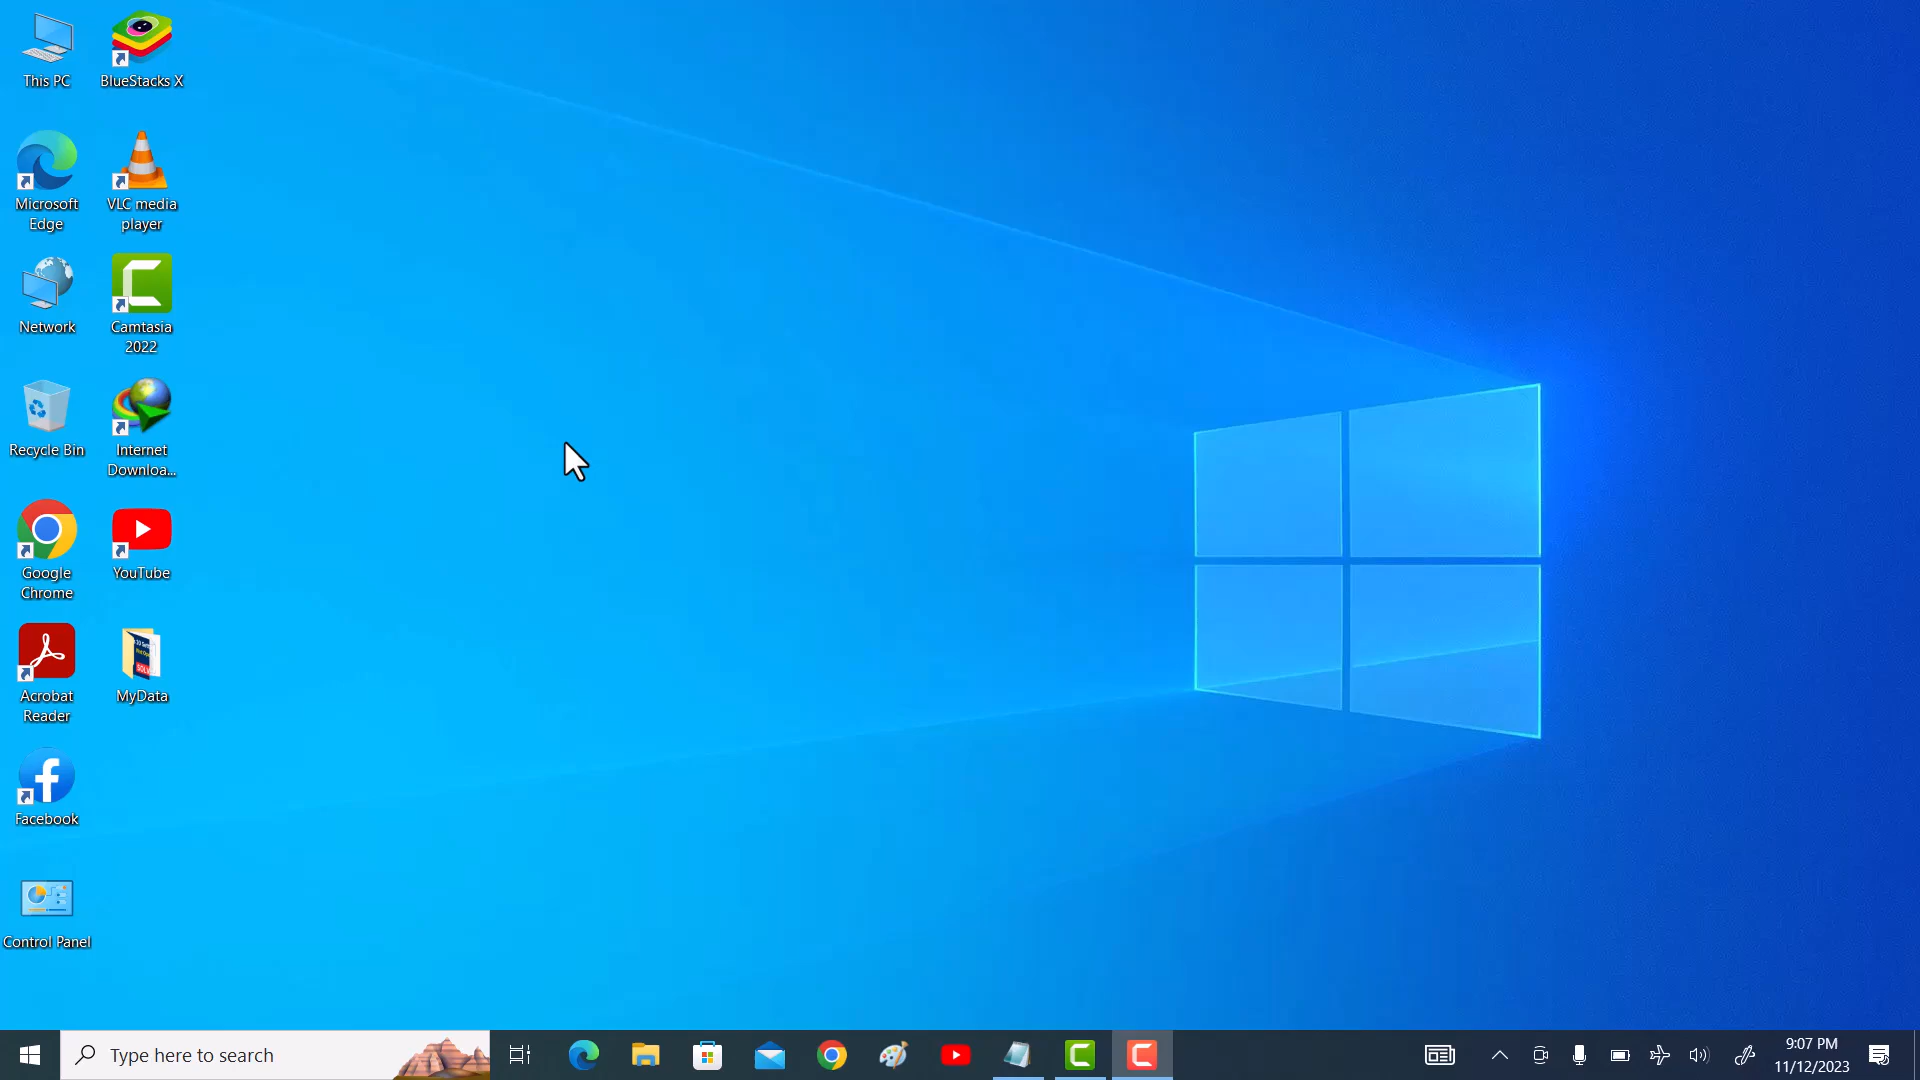 This PC
BlueStacks X
Microsoft
Edge
VLC media
player
Network
Camtasia
2022
Recycle Bin
Internet
Downloa...
Google
Chrome
YouTube
Acrobat
Reader
MyData
Facebook
Control Panel
Type here to search
9:07 PM
11/12/2023